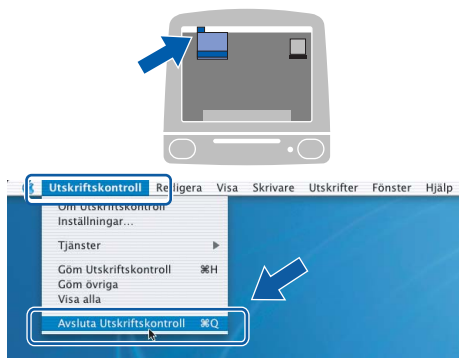 Utskriftskontroll Redigera Visa Skrivare Utskrifter Fönster Hjälp
Om Utskriftskontroll
Inställningar...
Tjänster
Göm Utskriftskontroll ⌘H
Göm övriga
Visa alla
Avsluta Utskriftskontroll ⌘Q